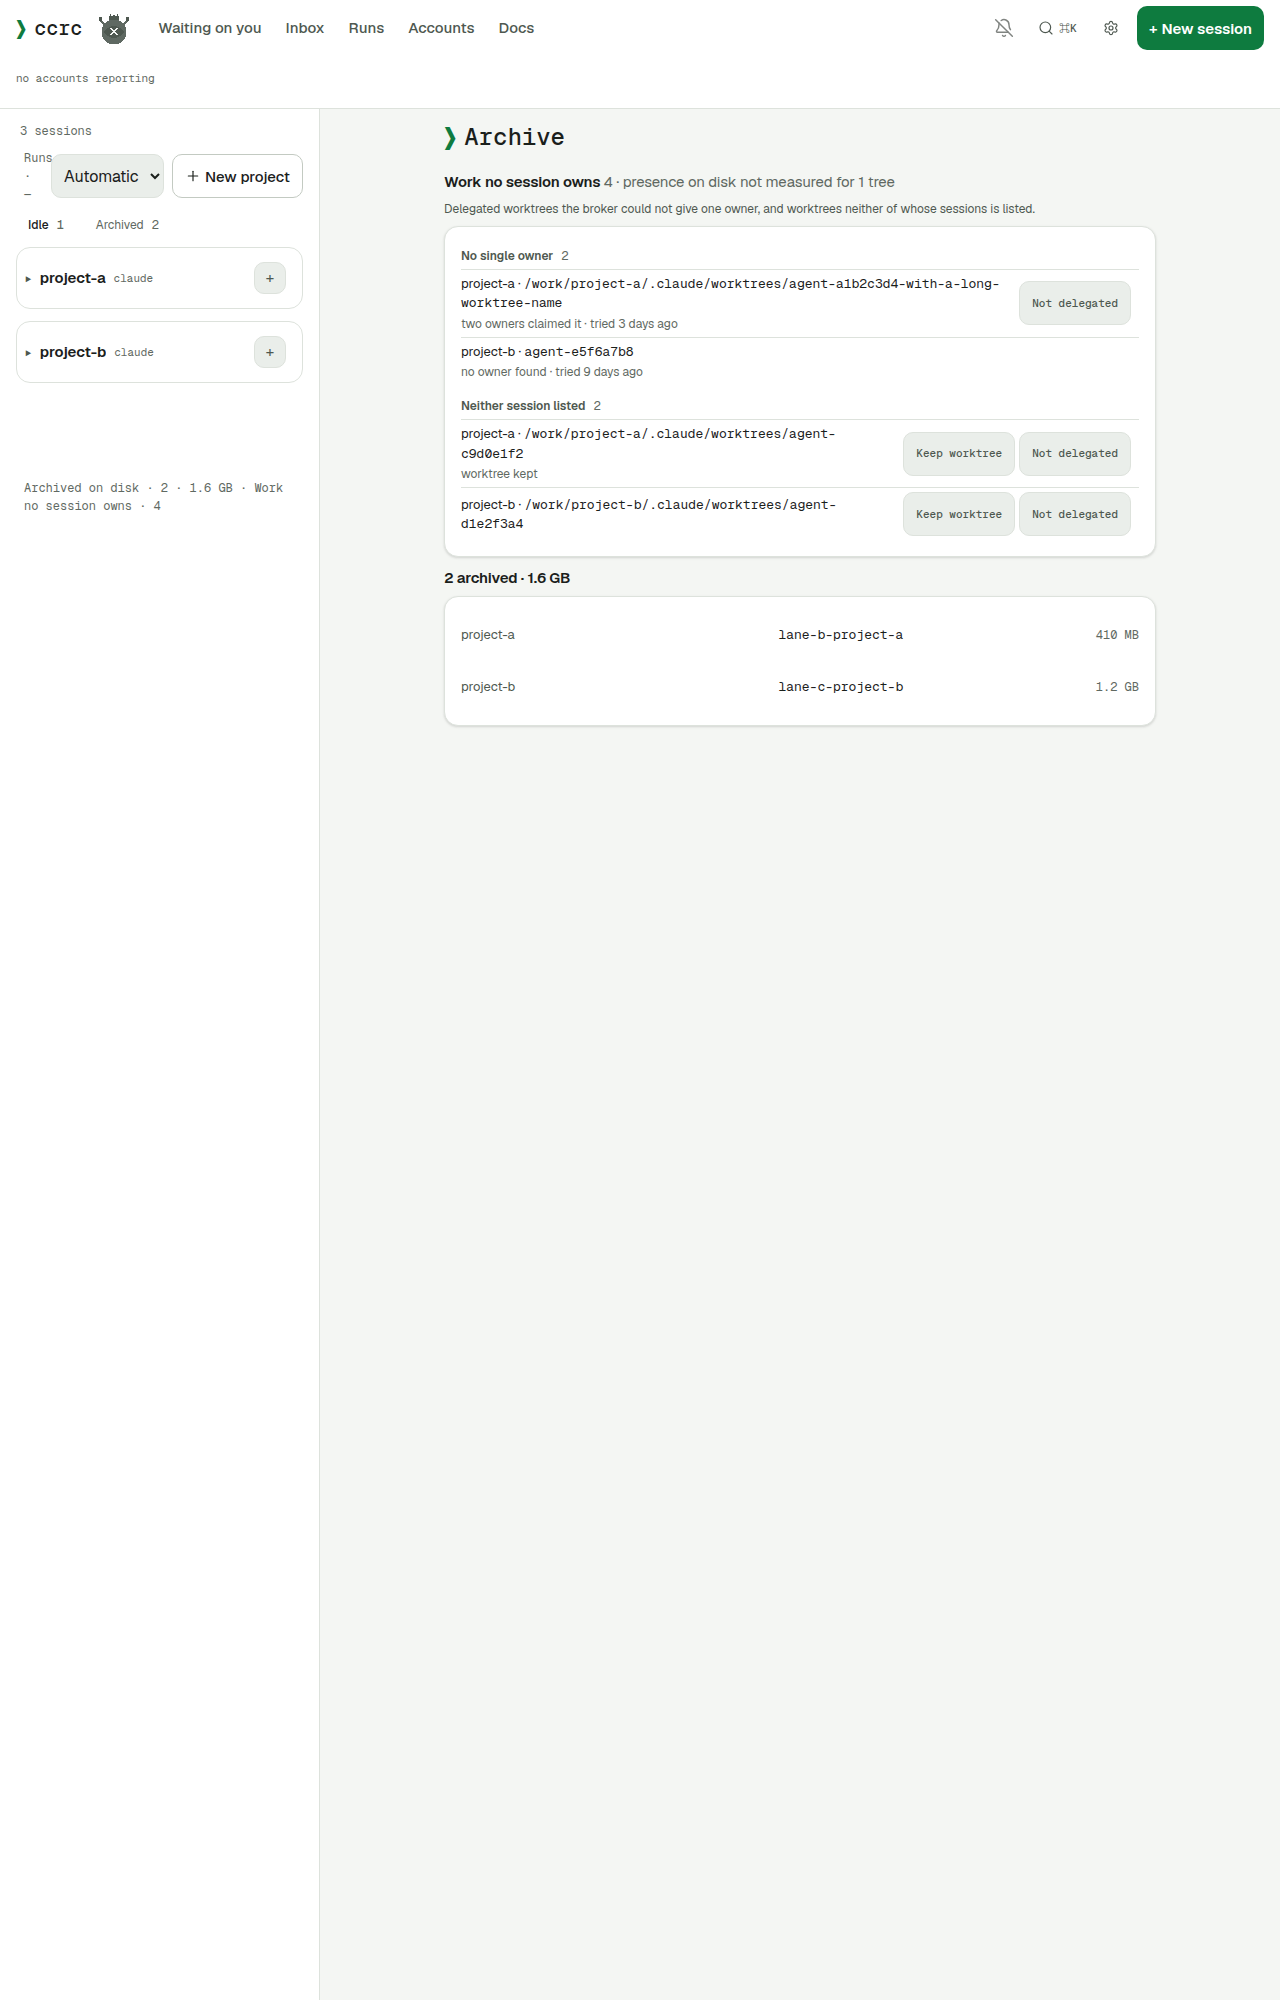 ❯ ccrc
Waiting on you
Inbox
Runs
Accounts
Docs
⌘K
+ New session
no accounts reporting
3 sessions
Runs
·
—
Automatic
+ New project
Idle 1
Archived 2
▸ project-a claude
+
▸ project-b claude
+
Archived on disk · 2 · 1.6 GB · Work
no session owns · 4
❯ Archive
Work no session owns 4 · presence on disk not measured for 1 tree
Delegated worktrees the broker could not give one owner, and worktrees neither of whose sessions is listed.
No single owner 2
project-a · /work/project-a/.claude/worktrees/agent-a1b2c3d4-with-a-long-
worktree-name
two owners claimed it · tried 3 days ago
Not delegated
project-b · agent-e5f6a7b8
no owner found · tried 9 days ago
Neither session listed 2
project-a · /work/project-a/.claude/worktrees/agent-
c9d0e1f2
worktree kept
Keep worktree
Not delegated
project-b · /work/project-b/.claude/worktrees/agent-
d1e2f3a4
Keep worktree
Not delegated
2 archived · 1.6 GB
project-a lane-b-project-a 410 MB
project-b lane-c-project-b 1.2 GB